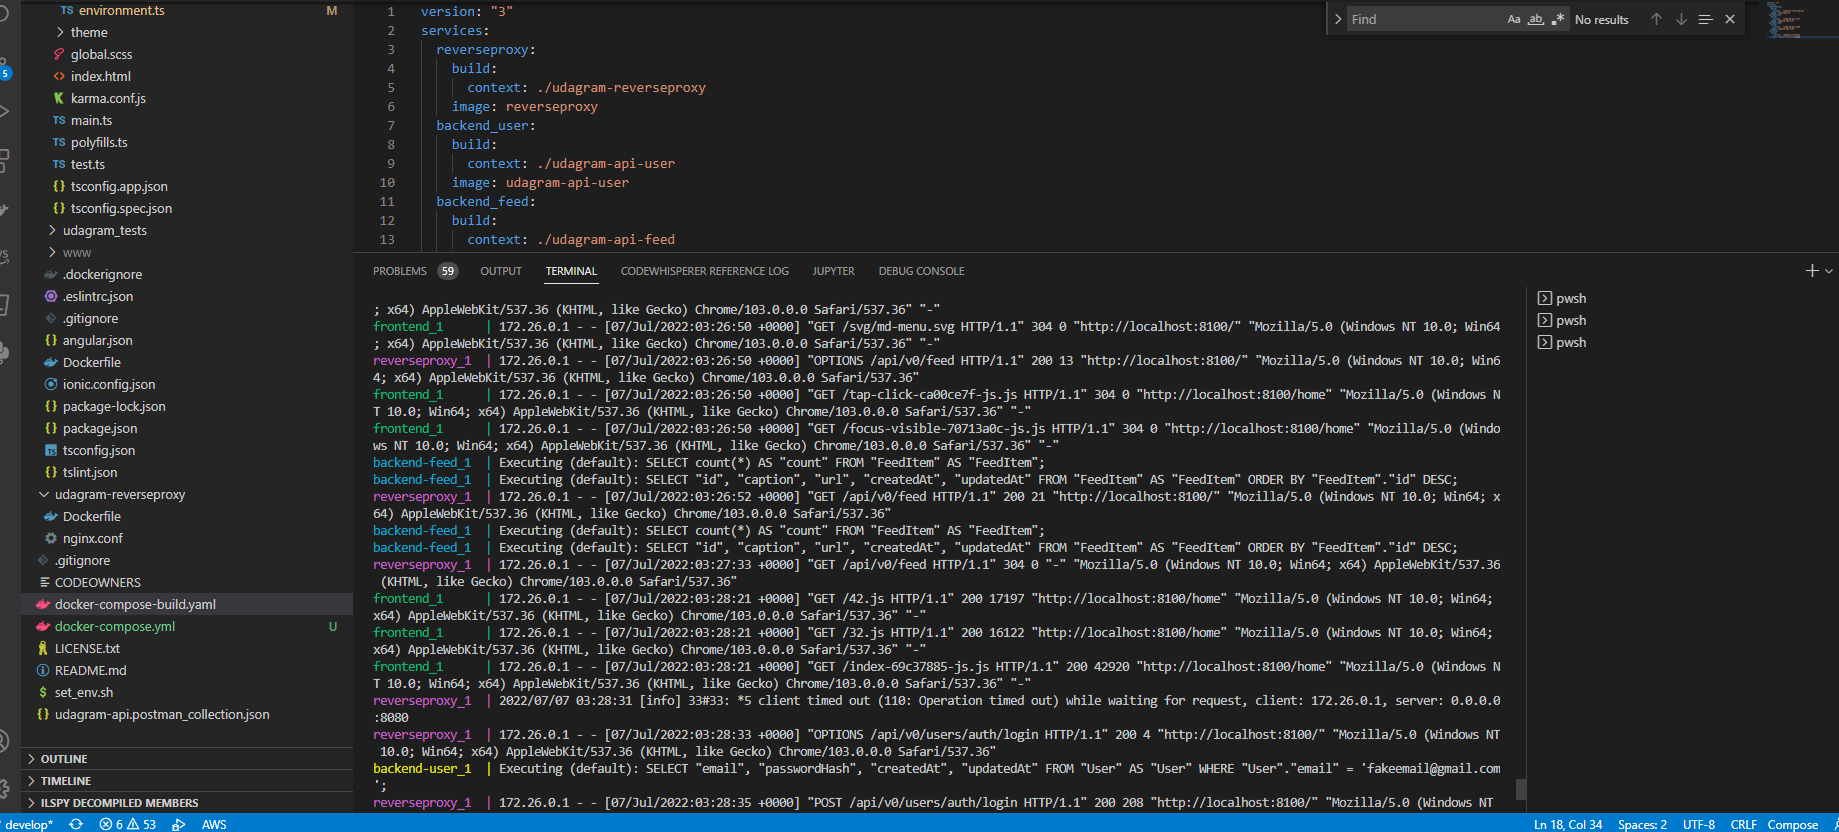 TS environment.ts M
theme
global.scss
<> index.html
karma.conf.js
TS main.ts
TS polyfills.ts
TS test.ts
{} tsconfig.app.json
{} tsconfig.spec.json
udagram_tests
www
.dockerignore
.eslintrc.json
.gitignore
{} angular.json
Dockerfile
ionic.config.json
{} package-lock.json
{} package.json
TS tsconfig.json
{} tslint.json
udagram-reverseproxy
Dockerfile
nginx.conf
.gitignore
CODEOWNERS
docker-compose-build.yaml
docker-compose.yml U
LICENSE.txt
README.md
$ set_env.sh
{} udagram-api.postman_collection.json
OUTLINE
TIMELINE
ILSPY DECOMPILED MEMBERS
5
1 version: "3"
2 services:
3 reverseproxy:
4 build:
5 context: ./udagram-reverseproxy
6 image: reverseproxy
7 backend_user:
8 build:
9 context: ./udagram-api-user
10 image: udagram-api-user
11 backend_feed:
12 build:
13 context: ./udagram-api-feed
Find Aa ab .* No results
PROBLEMS 59 OUTPUT TERMINAL CODEWHISPERER REFERENCE LOG JUPYTER DEBUG CONSOLE
; x64) AppleWebKit/537.36 (KHTML, like Gecko) Chrome/103.0.0.0 Safari/537.36" "-"
frontend_1 | 172.26.0.1 - - [07/Jul/2022:03:26:50 +0000] "GET /svg/md-menu.svg HTTP/1.1" 304 0 "http://localhost:8100/" "Mozilla/5.0 (Windows NT 10.0; Win64
; x64) AppleWebKit/537.36 (KHTML, like Gecko) Chrome/103.0.0.0 Safari/537.36" "-"
reverseproxy_1 | 172.26.0.1 - - [07/Jul/2022:03:26:50 +0000] "OPTIONS /api/v0/feed HTTP/1.1" 200 13 "http://localhost:8100/" "Mozilla/5.0 (Windows NT 10.0; Win6
4; x64) AppleWebKit/537.36 (KHTML, like Gecko) Chrome/103.0.0.0 Safari/537.36"
frontend_1 | 172.26.0.1 - - [07/Jul/2022:03:26:50 +0000] "GET /tap-click-ca00ce7f-js.js HTTP/1.1" 304 0 "http://localhost:8100/home" "Mozilla/5.0 (Windows N
T 10.0; Win64; x64) AppleWebKit/537.36 (KHTML, like Gecko) Chrome/103.0.0.0 Safari/537.36" "-"
frontend_1 | 172.26.0.1 - - [07/Jul/2022:03:26:50 +0000] "GET /focus-visible-70713a0c-js.js HTTP/1.1" 304 0 "http://localhost:8100/home" "Mozilla/5.0 (Windo
ws NT 10.0; Win64; x64) AppleWebKit/537.36 (KHTML, like Gecko) Chrome/103.0.0.0 Safari/537.36" "-"
backend-feed_1 | Executing (default): SELECT count(*) AS "count" FROM "FeedItem" AS "FeedItem";
backend-feed_1 | Executing (default): SELECT "id", "caption", "url", "createdAt", "updatedAt" FROM "FeedItem" AS "FeedItem" ORDER BY "FeedItem"."id" DESC;
reverseproxy_1 | 172.26.0.1 - - [07/Jul/2022:03:26:52 +0000] "GET /api/v0/feed HTTP/1.1" 200 21 "http://localhost:8100/" "Mozilla/5.0 (Windows NT 10.0; Win64; x
64) AppleWebKit/537.36 (KHTML, like Gecko) Chrome/103.0.0.0 Safari/537.36"
backend-feed_1 | Executing (default): SELECT count(*) AS "count" FROM "FeedItem" AS "FeedItem";
backend-feed_1 | Executing (default): SELECT "id", "caption", "url", "createdAt", "updatedAt" FROM "FeedItem" AS "FeedItem" ORDER BY "FeedItem"."id" DESC;
reverseproxy_1 | 172.26.0.1 - - [07/Jul/2022:03:27:33 +0000] "GET /api/v0/feed HTTP/1.1" 304 0 "-" "Mozilla/5.0 (Windows NT 10.0; Win64; x64) AppleWebKit/537.36
(KHTML, like Gecko) Chrome/103.0.0.0 Safari/537.36"
frontend_1 | 172.26.0.1 - - [07/Jul/2022:03:28:21 +0000] "GET /42.js HTTP/1.1" 200 17197 "http://localhost:8100/home" "Mozilla/5.0 (Windows NT 10.0; Win64;
x64) AppleWebKit/537.36 (KHTML, like Gecko) Chrome/103.0.0.0 Safari/537.36" "-"
frontend_1 | 172.26.0.1 - - [07/Jul/2022:03:28:21 +0000] "GET /32.js HTTP/1.1" 200 16122 "http://localhost:8100/home" "Mozilla/5.0 (Windows NT 10.0; Win64;
x64) AppleWebKit/537.36 (KHTML, like Gecko) Chrome/103.0.0.0 Safari/537.36" "-"
frontend_1 | 172.26.0.1 - - [07/Jul/2022:03:28:21 +0000] "GET /index-69c37885-js.js HTTP/1.1" 200 42920 "http://localhost:8100/home" "Mozilla/5.0 (Windows N
T 10.0; Win64; x64) AppleWebKit/537.36 (KHTML, like Gecko) Chrome/103.0.0.0 Safari/537.36" "-"
reverseproxy_1 | 2022/07/07 03:28:31 [info] 33#33: *5 client timed out (110: Operation timed out) while waiting for request, client: 172.26.0.1, server: 0.0.0.0
:8080
reverseproxy_1 | 172.26.0.1 - - [07/Jul/2022:03:28:33 +0000] "OPTIONS /api/v0/users/auth/login HTTP/1.1" 200 4 "http://localhost:8100/" "Mozilla/5.0 (Windows NT
10.0; Win64; x64) AppleWebKit/537.36 (KHTML, like Gecko) Chrome/103.0.0.0 Safari/537.36"
backend-user_1 | Executing (default): SELECT "email", "passwordHash", "createdAt", "updatedAt" FROM "User" AS "User" WHERE "User"."email" = 'fakeemail@gmail.com
';
reverseproxy_1 | 172.26.0.1 - - [07/Jul/2022:03:28:35 +0000] "POST /api/v0/users/auth/login HTTP/1.1" 200 208 "http://localhost:8100/" "Mozilla/5.0 (Windows NT
pwsh
pwsh
pwsh
develop* 6 53 AWS Ln 18, Col 34 Spaces: 2 UTF-8 CRLF Compose